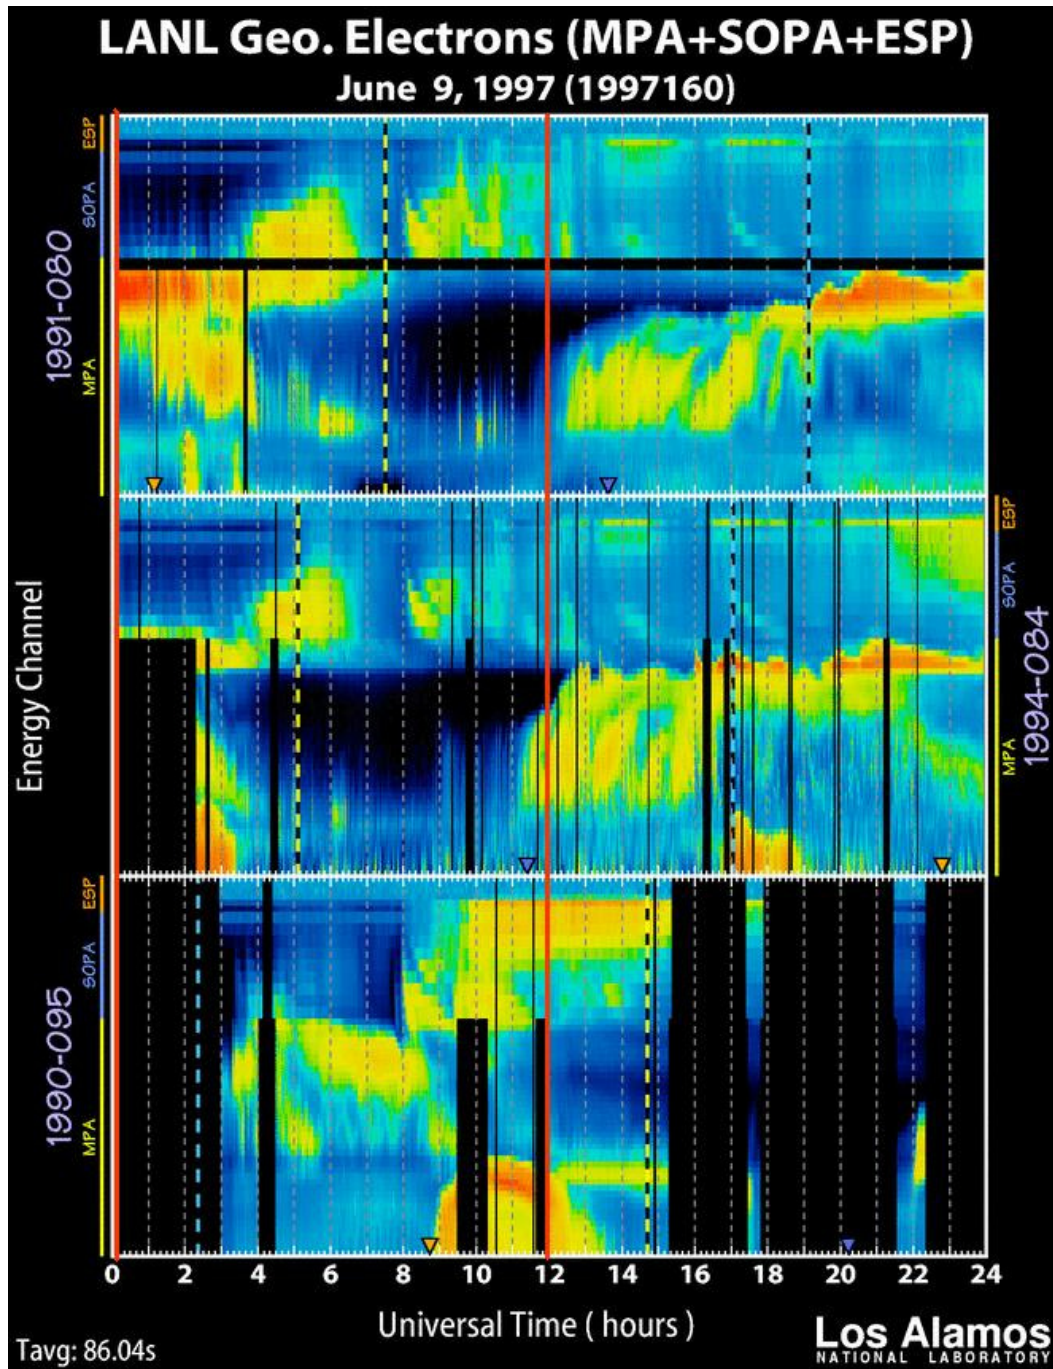 LANL Geo. Electrons (MPA+SOPA+ESP)
June 9, 1997 (1997160)
ESP
SOPA
MPA
1991-080
ESP
SOPA
MPA
1994-084
Energy Channel
ESP
SOPA
MPA
1990-095
0 2 4 6 8 10 12 14 16 18 20 22 24
Universal Time ( hours )
Tavg: 86.04s
Los Alamos
NATIONAL LABORATORY